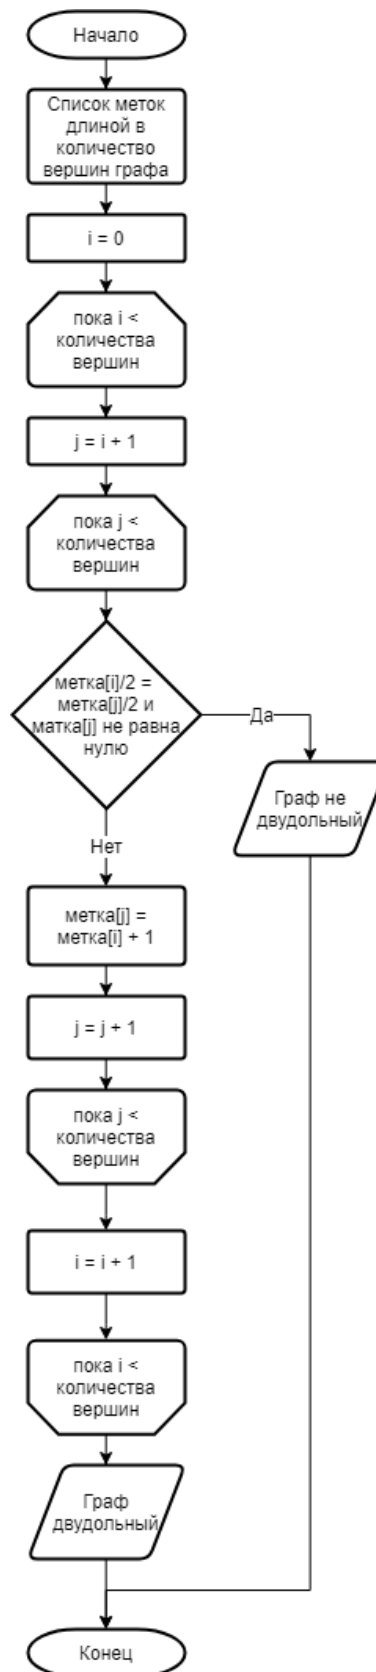 Начало
Список меток
длиной в
количество
вершин графа
i = 0
пока i <
количества
вершин
j = i + 1
пока j <
количества
вершин
метка[i]/2 =
метка[j]/2 и
матка[j] не равна
нулю
Да
Граф не
двудольный
Нет
метка[j] =
метка[i] + 1
j = j + 1
пока j <
количества
вершин
i = i + 1
пока i <
количества
вершин
Граф
двудольный
Конец